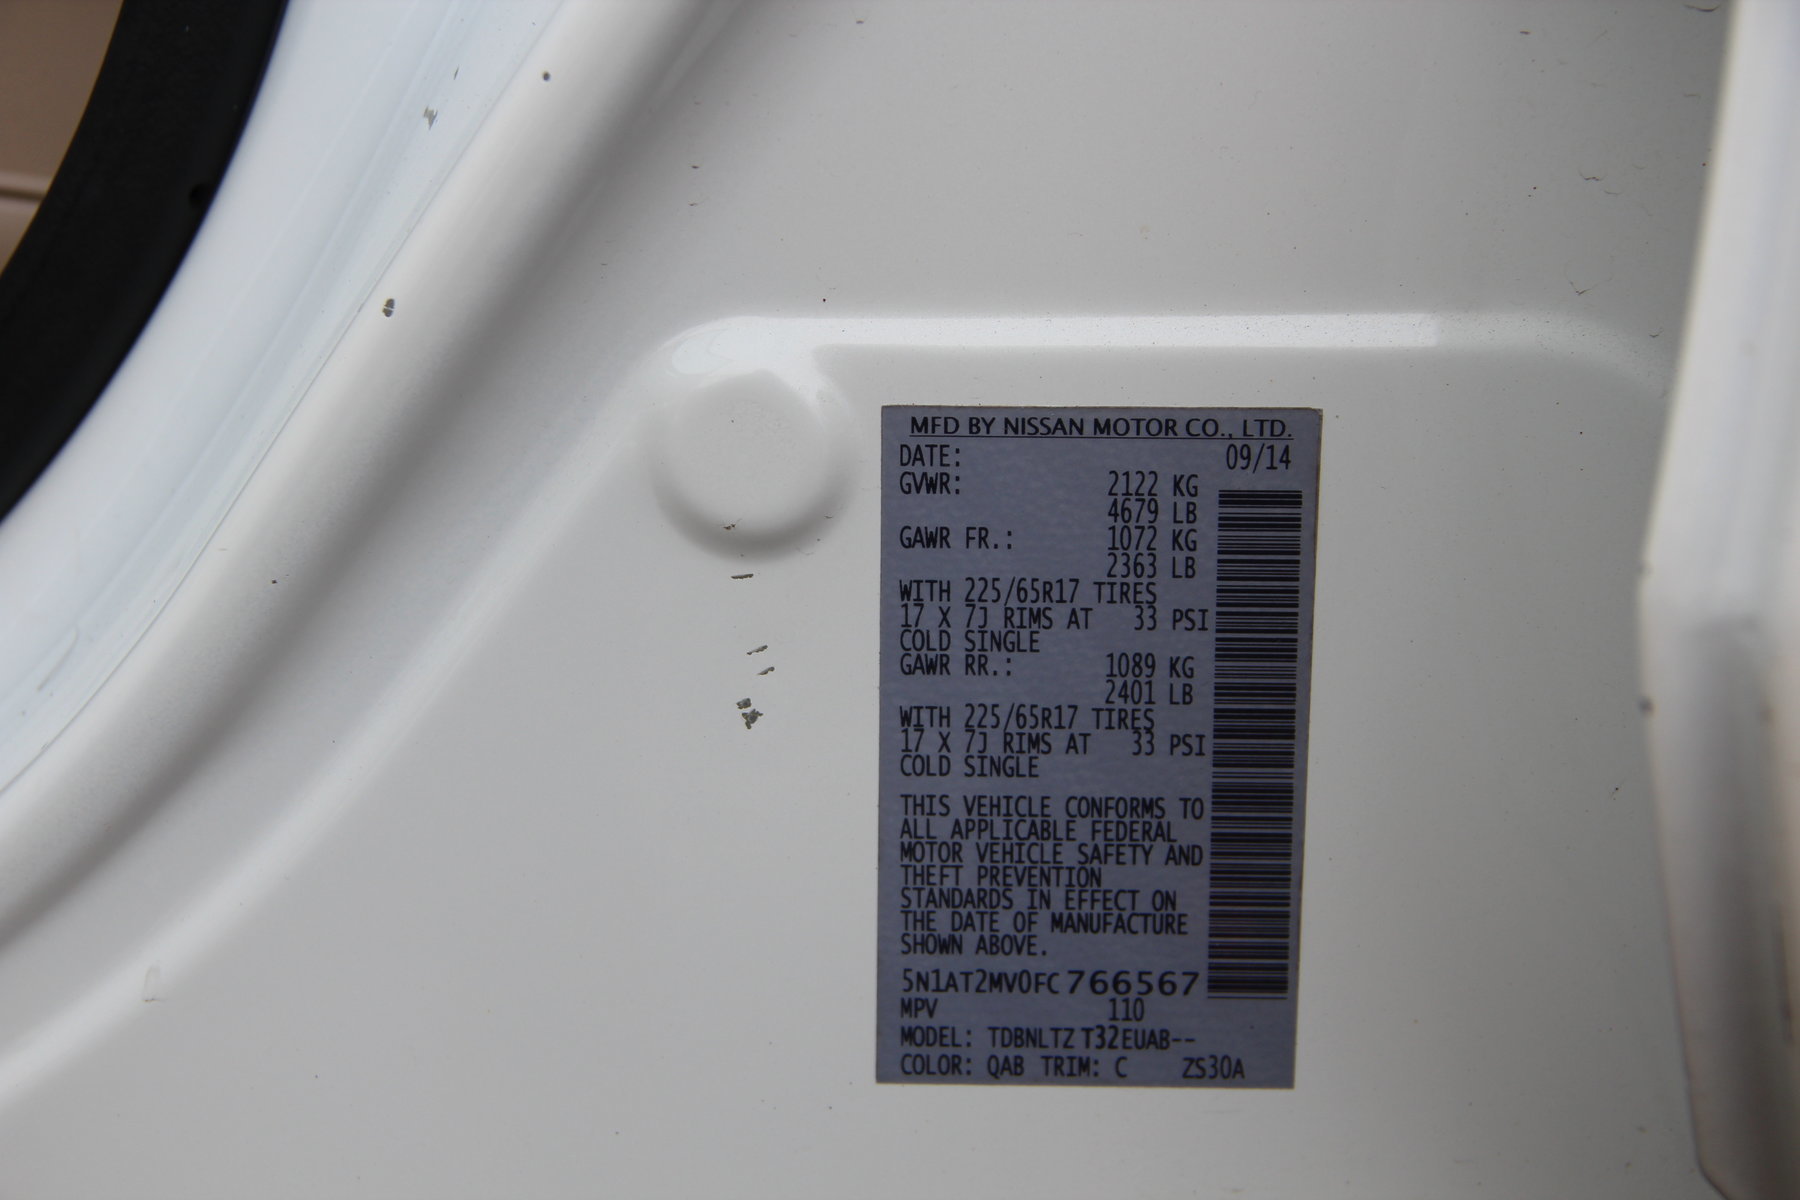 MFD BY NISSAN MOTOR CO., LTD.
DATE: 09/14
GVWR: 2122 KG
4679 LB
GAWR FR.: 1072 KG
2363 LB
WITH 225/65R17 TIRES
17 X 7J RIMS AT 33 PSI
COLD SINGLE
GAWR RR.: 1089 KG
2401 LB
WITH 225/65R17 TIRES
17 X 7J RIMS AT 33 PSI
COLD SINGLE
THIS VEHICLE CONFORMS TO
ALL APPLICABLE FEDERAL
MOTOR VEHICLE SAFETY AND
THEFT PREVENTION
STANDARDS IN EFFECT ON
THE DATE OF MANUFACTURE
SHOWN ABOVE.
5N1AT2MV0FC766567
MPV 110
MODEL: TDBNLTZ T32EUAB--
COLOR: QAB TRIM: C ZS30A